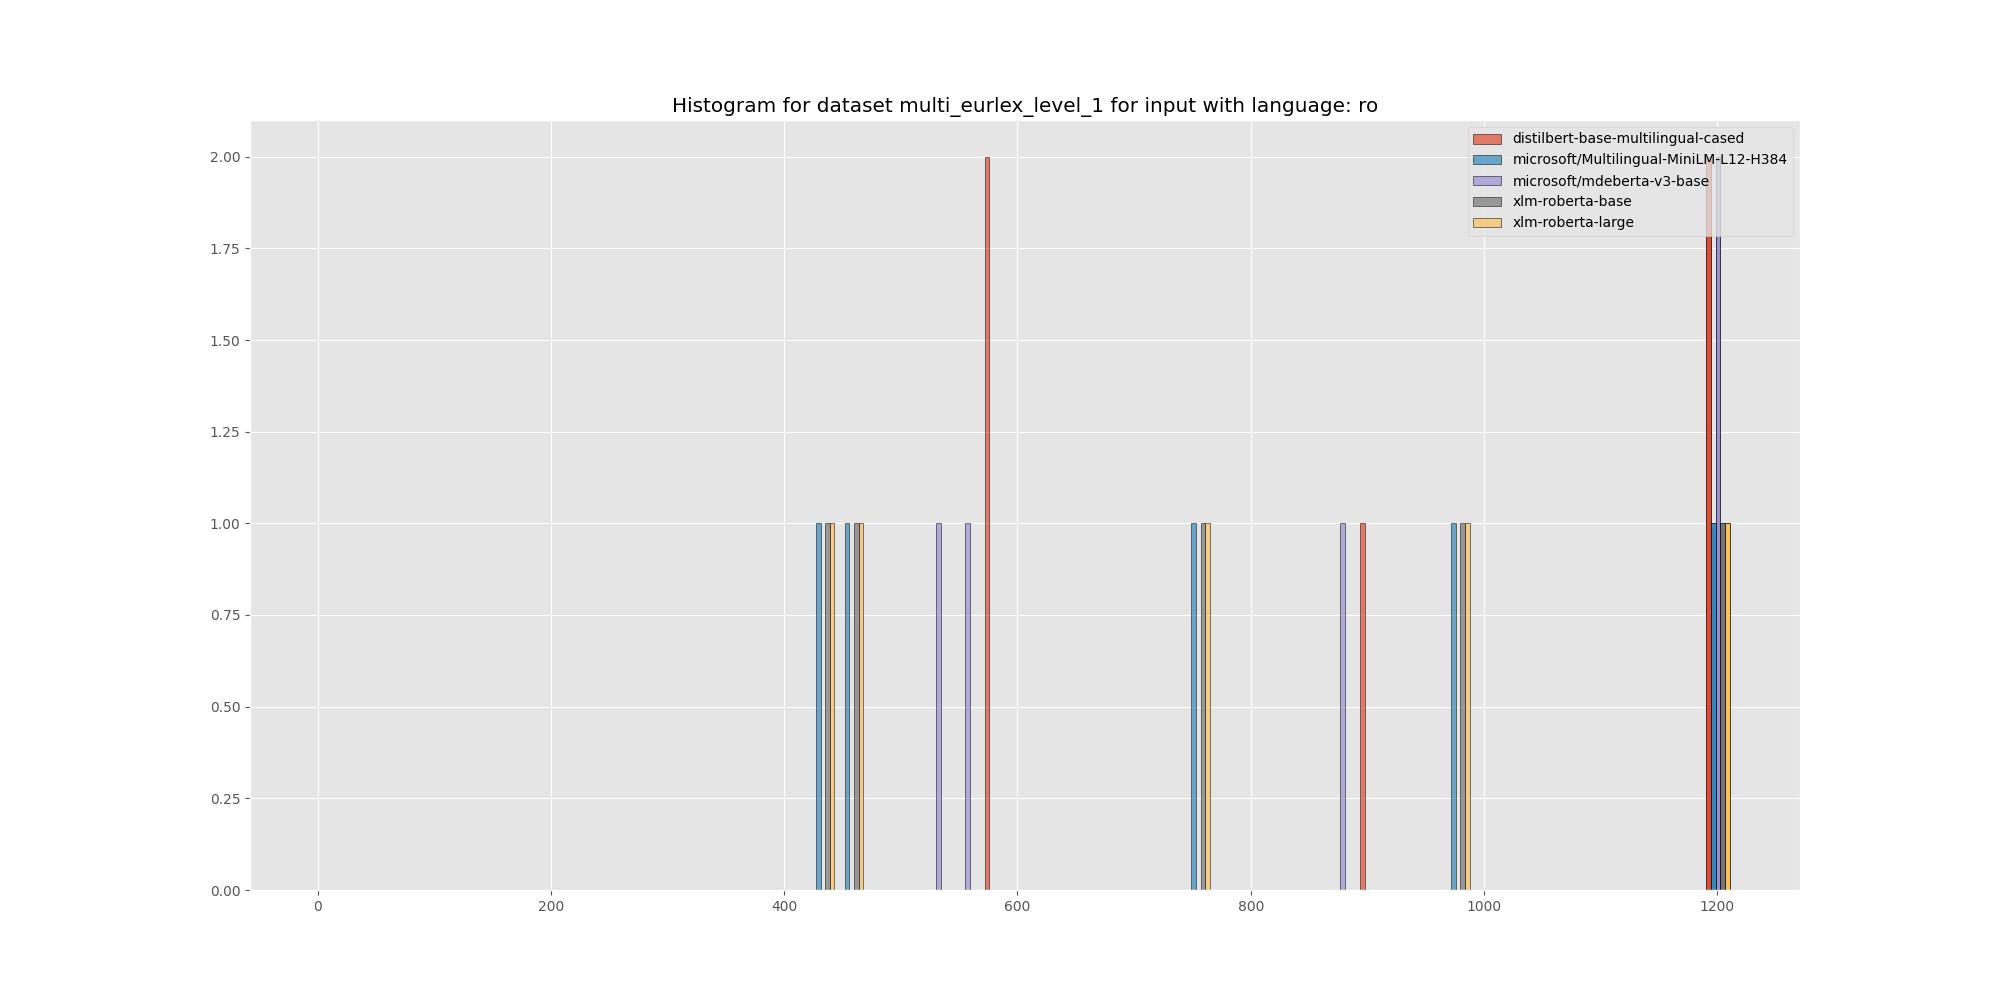 Histogram for dataset multi_eurlex_level_1 for input with language: ro
distilbert-base-multilingual-cased
microsoft/Multilingual-MiniLM-L12-H384
microsoft/mdeberta-v3-base
xlm-roberta-base
xlm-roberta-large
2.00
1.75
1.50
1.25
1.00
0.75
0.50
0.25
0.00
0 200 400 600 800 1000 1200